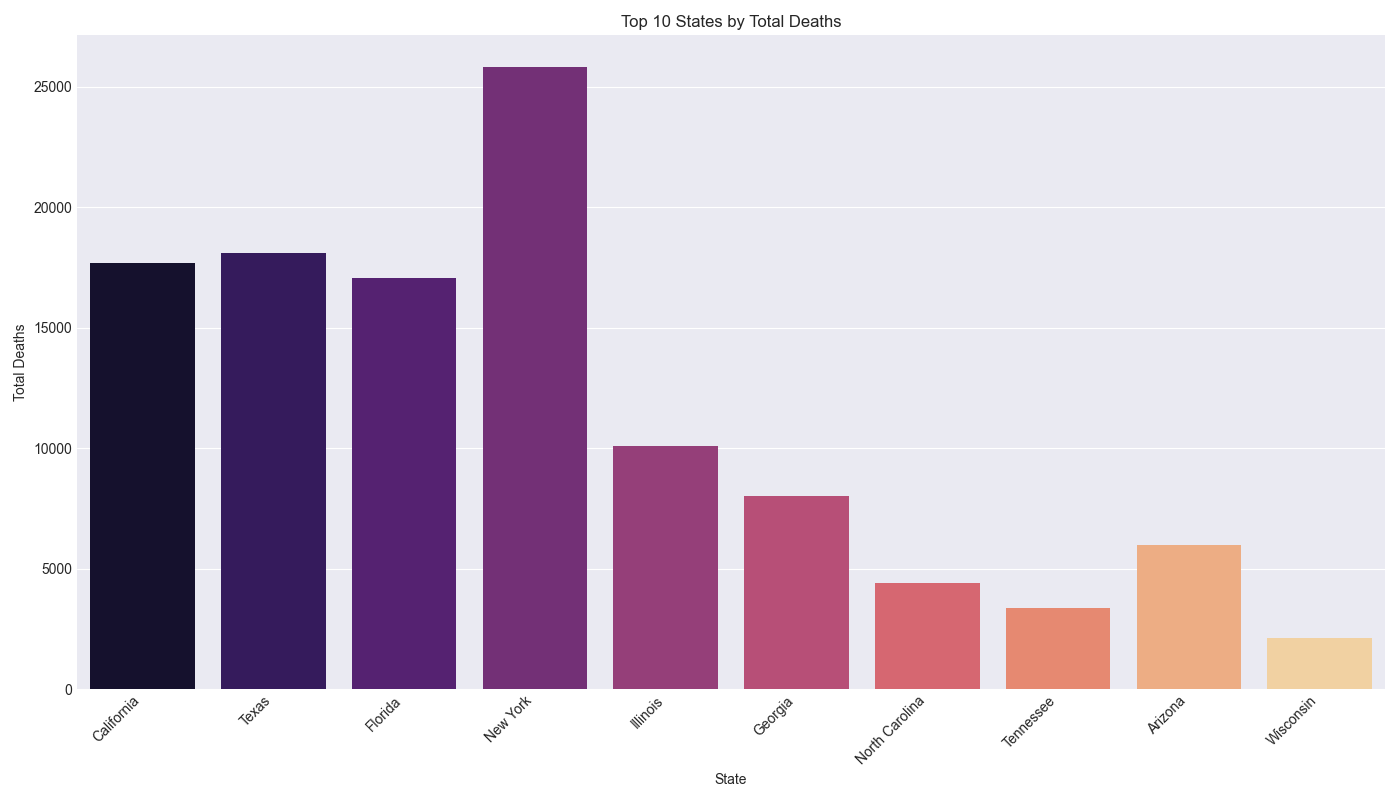 Top 10 States by Total Deaths
25000
20000
15000
10000
5000
0
Total Deaths
California
Texas
Florida
New York
Illinois
Georgia
North Carolina
Tennessee
Arizona
Wisconsin
State